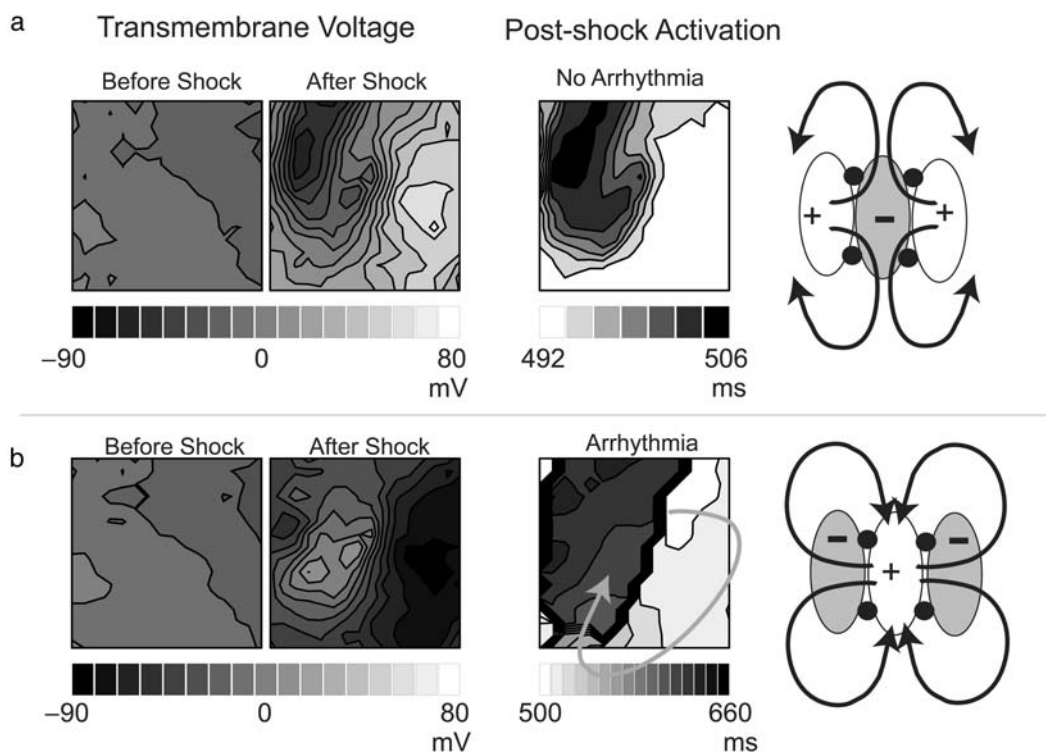 a
Transmembrane Voltage
Post-shock Activation
Before Shock
After Shock
No Arrhythmia
+ − +
−90 0 80
mV
492 506
ms
b
Before Shock
After Shock
Arrhythmia
− + −
−90 0 80
mV
500 660
ms